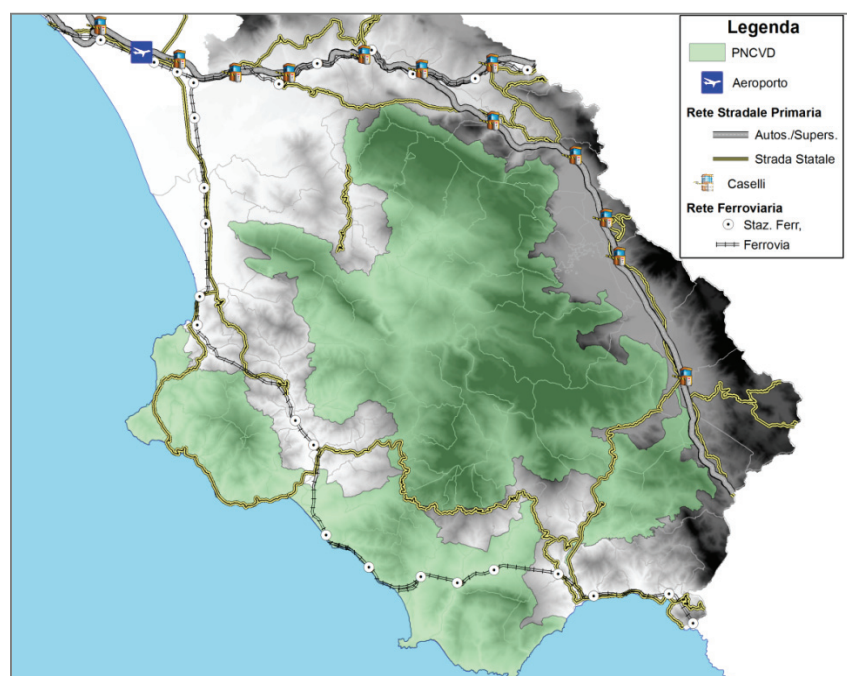 Legenda
PNCVD
Aeroporto
Rete Stradale Primaria
Autos./Supers.
Strada Statale
Caselli
Rete Ferroviaria
Staz. Ferr,
Ferrovia